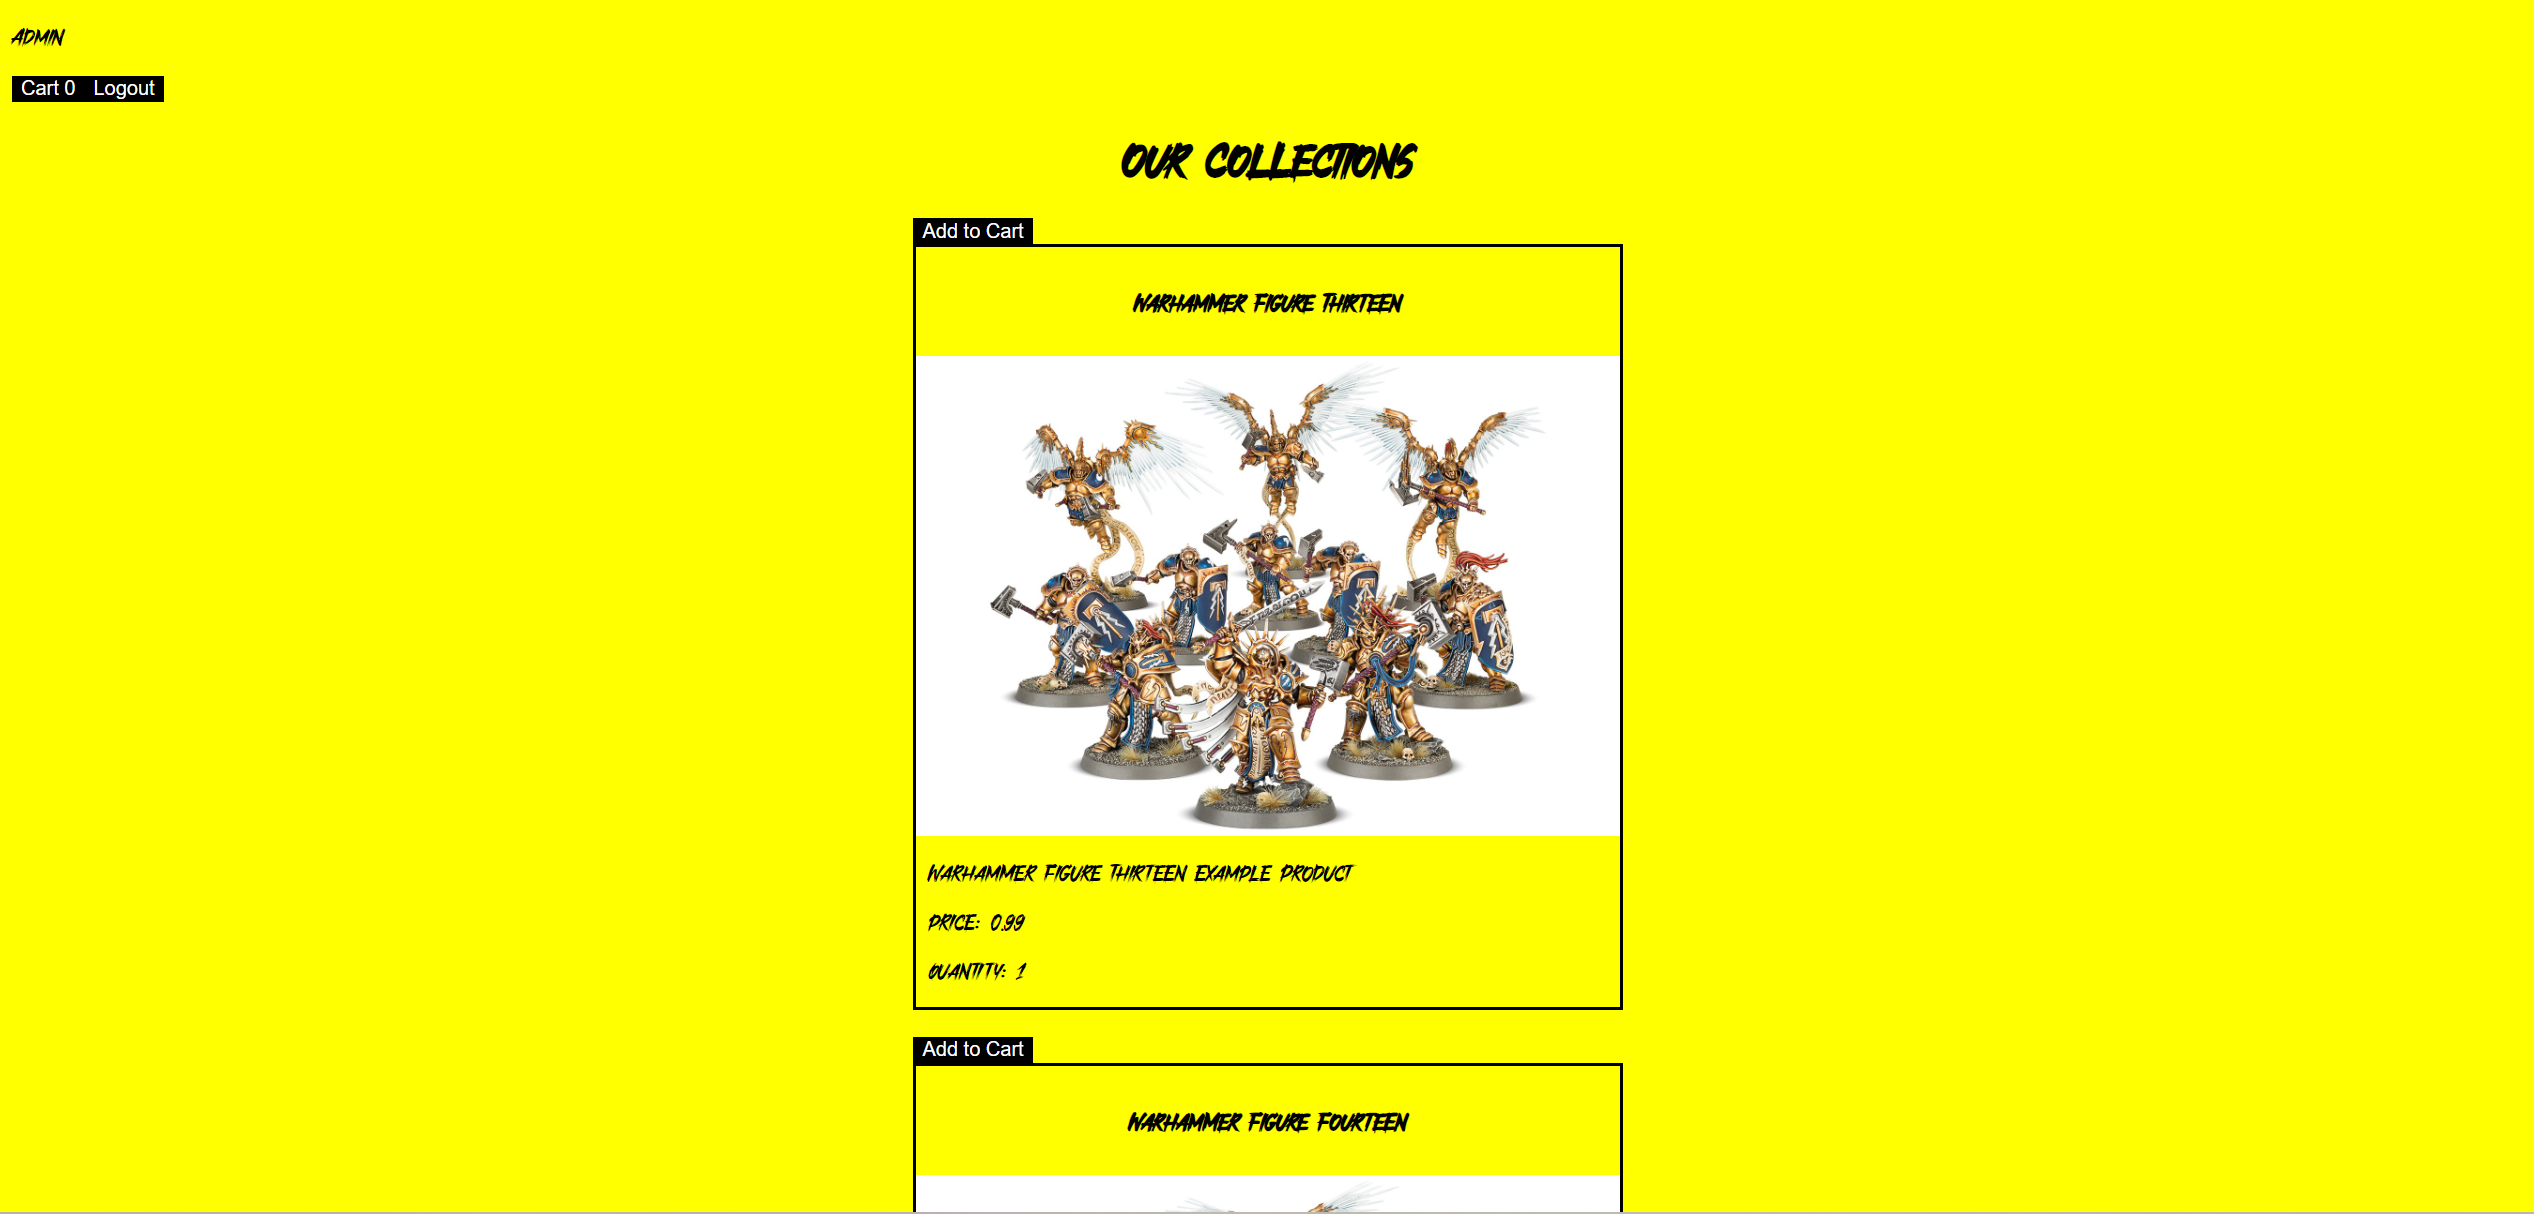 ADMIN
Cart 0 Logout
OUR COLLECTIONS
Add to Cart
WARHAMMER FIGURE THIRTEEN
WARHAMMER FIGURE THIRTEEN EXAMPLE PRODUCT
PRICE: 0.99
QUANTITY: 1
Add to Cart
WARHAMMER FIGURE FOURTEEN